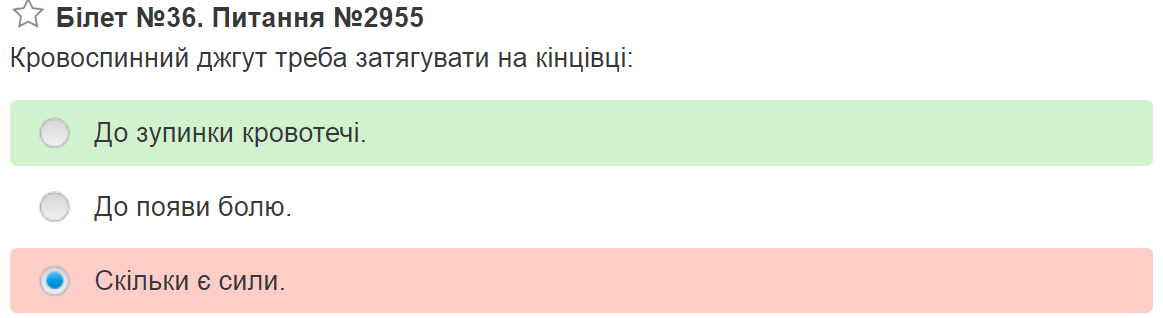 Білет №36. Питання №2955
Кровоспинний джгут треба затягувати на кінцівці:
До зупинки кровотечі.
До появи болю.
Скільки є сили.